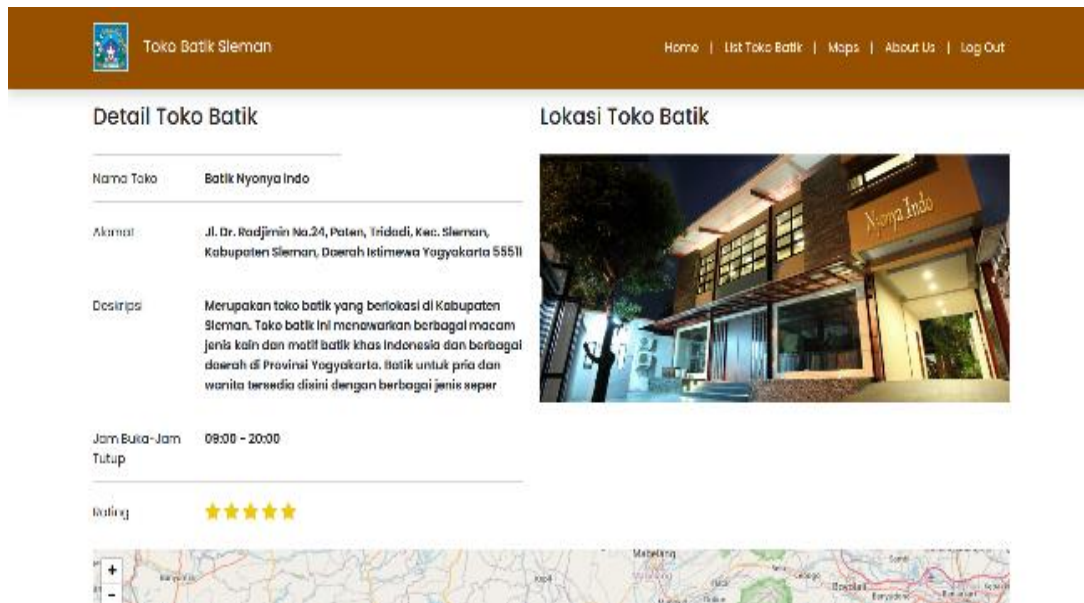 Toko Batik Sleman
Home | List Toko Batik | Maps | About Us | Log Out
Detail Toko Batik
Nama Toko Batik Nyonya Indo
Alamat Jl. Dr. Radjimin No.24, Paten, Tridadi, Kec. Sleman,
Kabupaten Sleman, Daerah Istimewa Yogyakarta 55511
Deskripsi Merupakan toko batik yang berlokasi di Kabupaten
Sleman. Toko batik ini menawarkan berbagai macam
jenis kain dan motif batik khas Indonesia dan berbagai
daerah di Provinsi Yogyakarta. Batik untuk pria dan
wanita tersedia disini dengan berbagai jenis seper
Jam Buka-Jam 09:00 - 20:00
Tutup
Rating
Lokasi Toko Batik
Nyonya Indo
+
-
Magelang
Boyolali